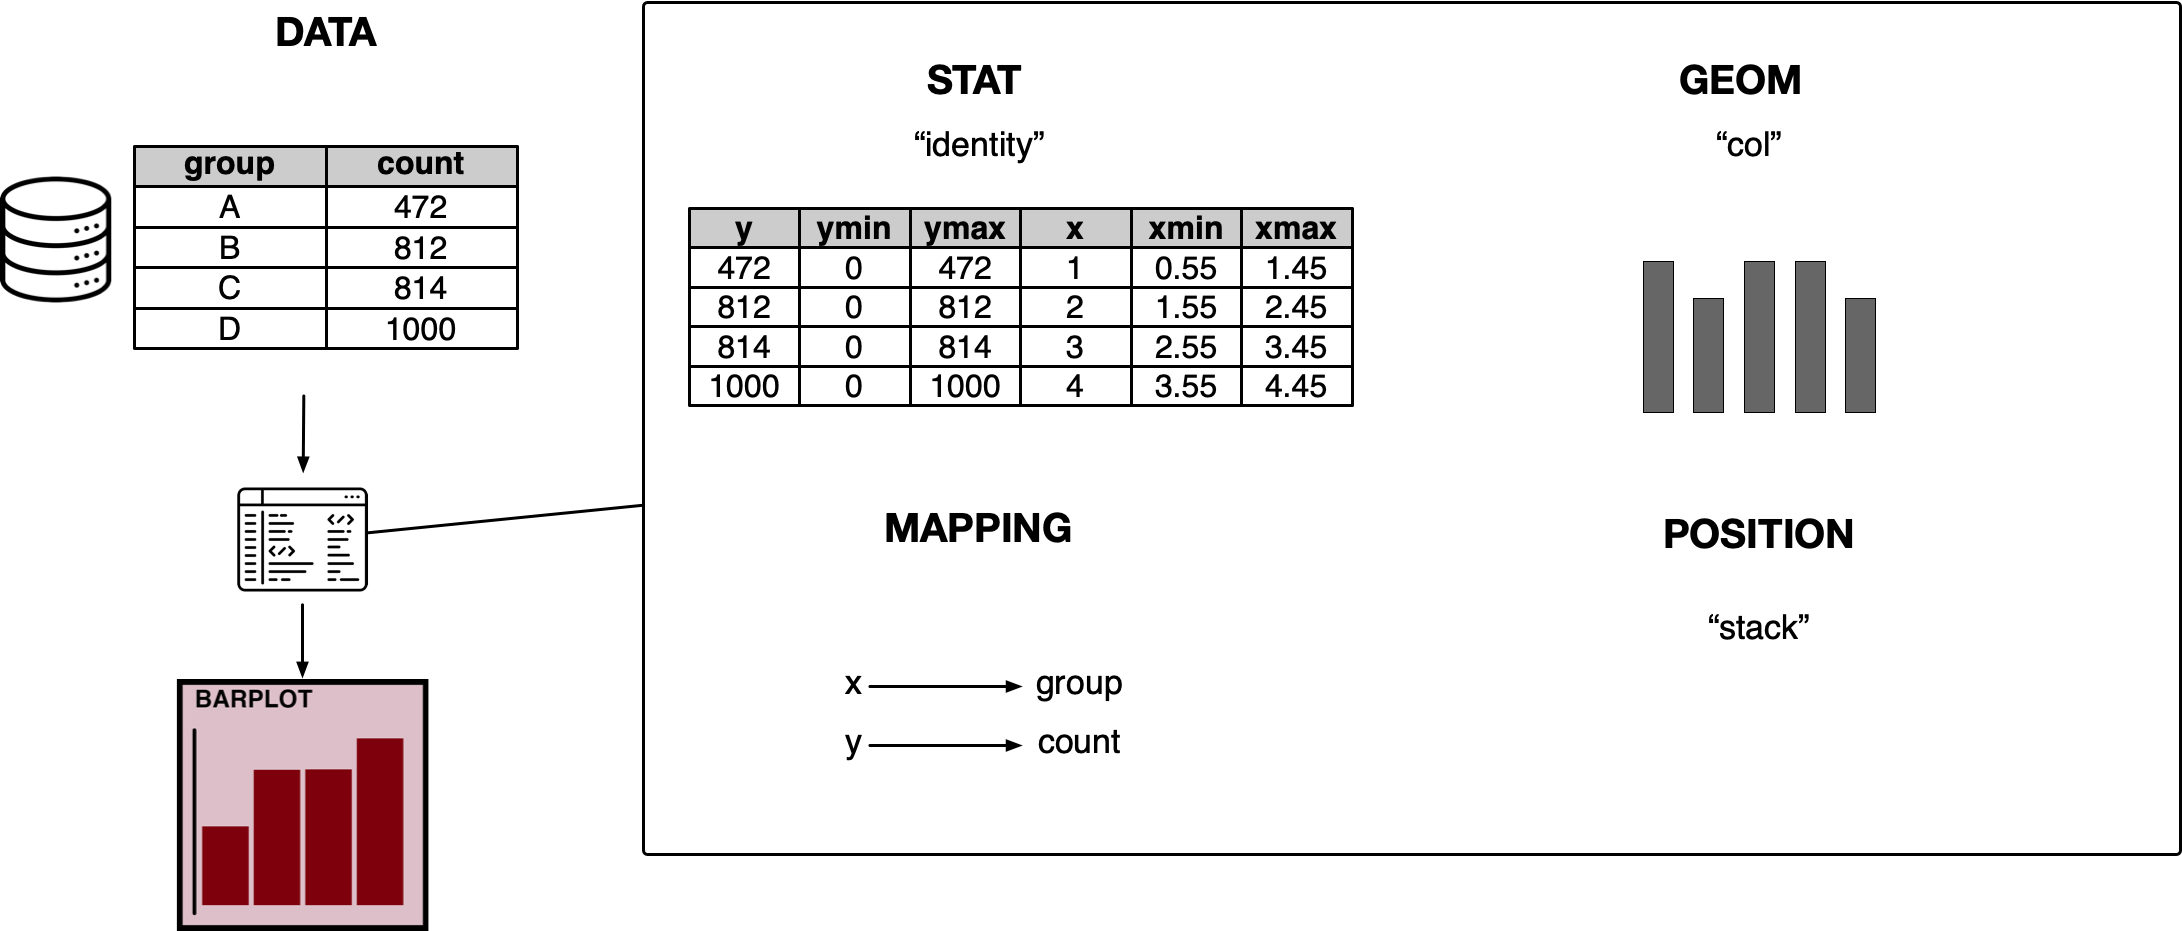 DATA
group count
A 472
B 812
C 814
D 1000
BARPLOT
STAT
“identity”
y ymin ymax x xmin xmax
472 0 472 1 0.55 1.45
812 0 812 2 1.55 2.45
814 0 814 3 2.55 3.45
1000 0 1000 4 3.55 4.45
GEOM
“col”
MAPPING
x group
y count
POSITION
“stack”